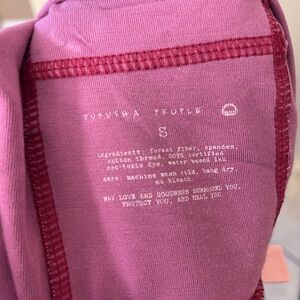 PURUSHA PEOPLE
S
ingredients: forest fiber, spandex,
cotton thread, GOTS certified
non-toxic dye, water based ink
care: machine wash cold, hang dry,
no bleach.
MAY LOVE AND GOODNESS SURROUND YOU,
PROTECT YOU, AND HEAL YOU